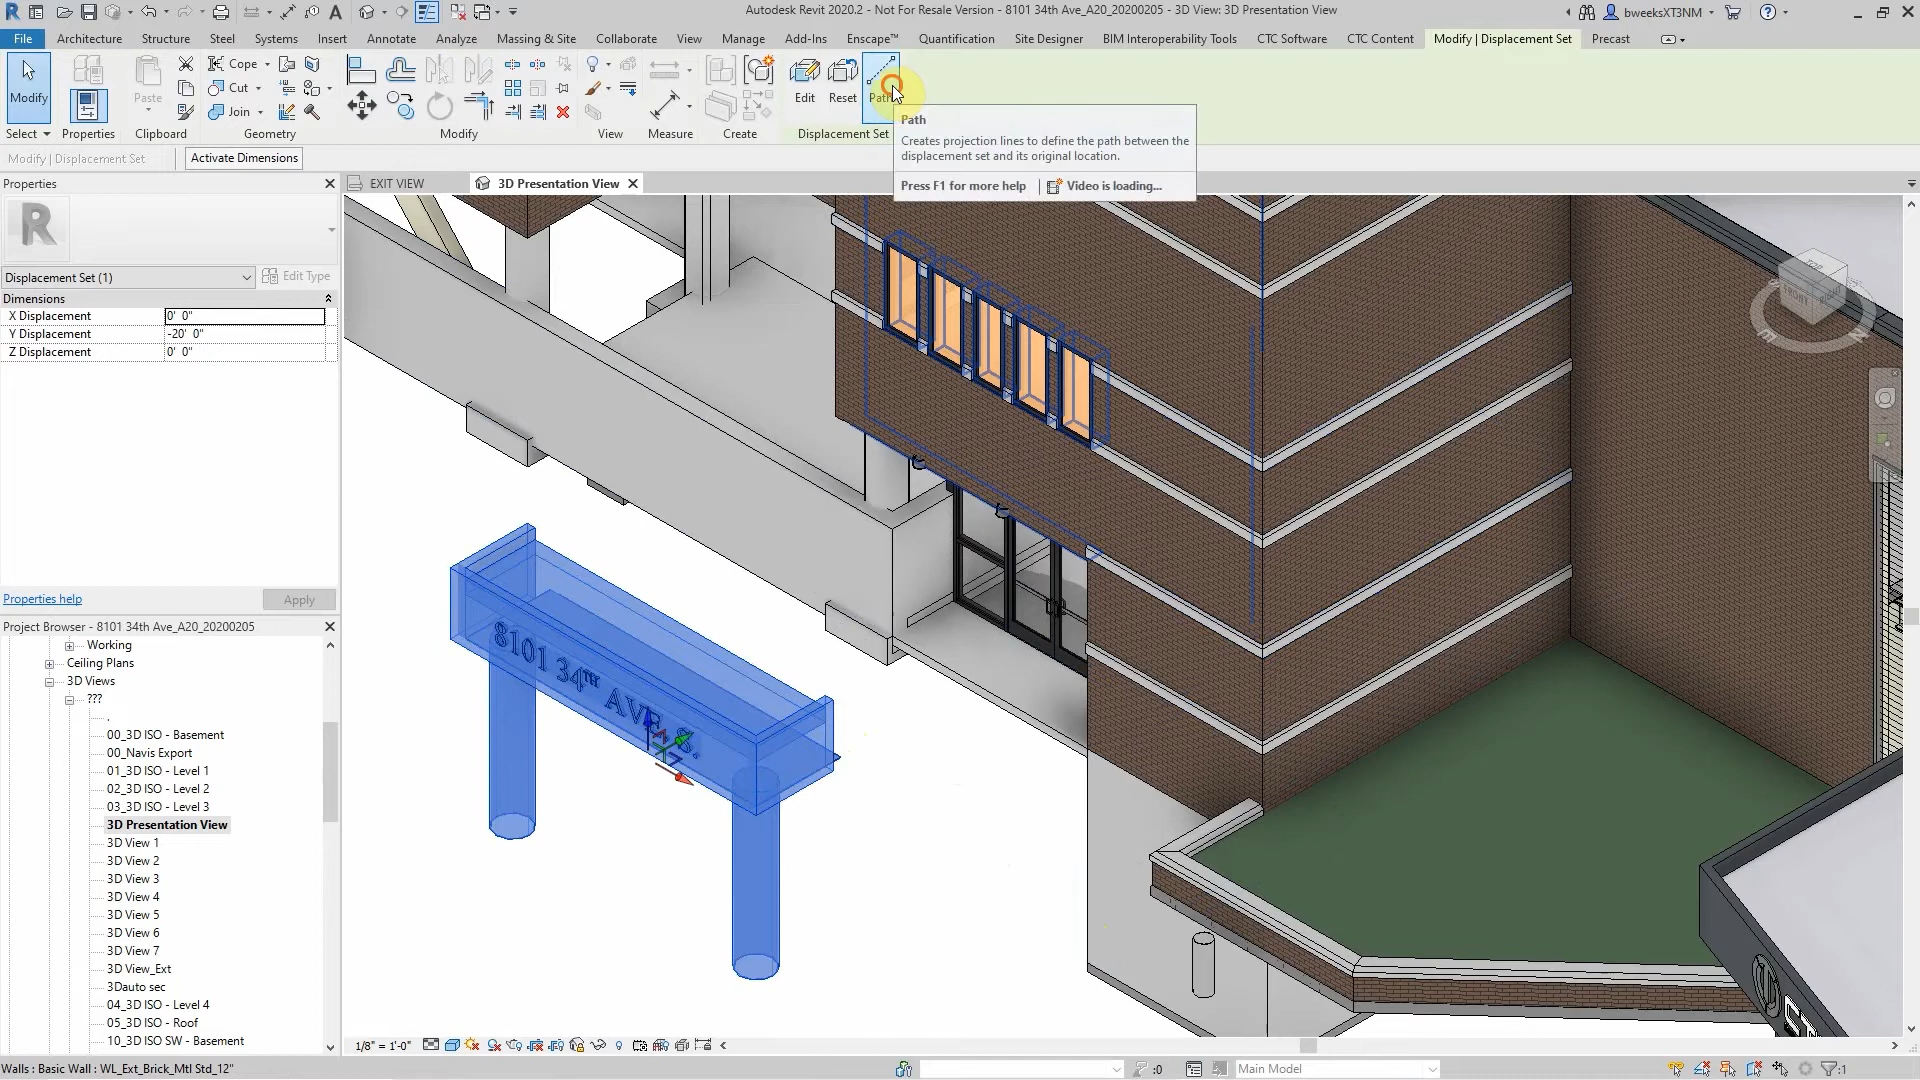 Autodesk Revit 2020.2 - Not For Resale Version - 8101 34th Ave_A20_20200205 - 3D View: 3D Presentation View
bweeksXT3NM
File
Architecture
Structure
Steel
Systems
Insert
Annotate
Analyze
Massing & Site
Collaborate
View
Manage
Add-Ins
Enscape™
Quantification
Site Designer
BIM Interoperability Tools
CTC Software
CTC Content
Modify | Displacement Set
Precast
Modify
Paste
Cope
Cut
Join
Edit
Reset
Path
Select
Properties
Clipboard
Geometry
Modify
View
Measure
Create
Displacement Set
Path
Creates projection lines to define the path between the
displacement set and its original location.
Press F1 for more help
Video is loading...
Modify | Displacement Set
Activate Dimensions
Properties
EXIT VIEW
3D Presentation View
R
Displacement Set (1)
Edit Type
Dimensions
X Displacement
0' 0"
Y Displacement
-20' 0"
Z Displacement
0' 0"
Properties help
Apply
Project Browser - 8101 34th Ave_A20_20200205
Working
Ceiling Plans
3D Views
???
.
00_3D ISO - Basement
00_Navis Export
01_3D ISO - Level 1
02_3D ISO - Level 2
03_3D ISO - Level 3
3D Presentation View
3D View 1
3D View 2
3D View 3
3D View 4
3D View 5
3D View 6
3D View 7
3D View_Ext
3Dauto sec
04_3D ISO - Level 4
05_3D ISO - Roof
10_3D ISO SW - Basement
8101 34TH AVE. S.
TOP
FRONT
RIGHT
1/8" = 1'-0"
Walls : Basic Wall : WL_Ext_Brick_Mtl Std_12"
:0
Main Model
:1